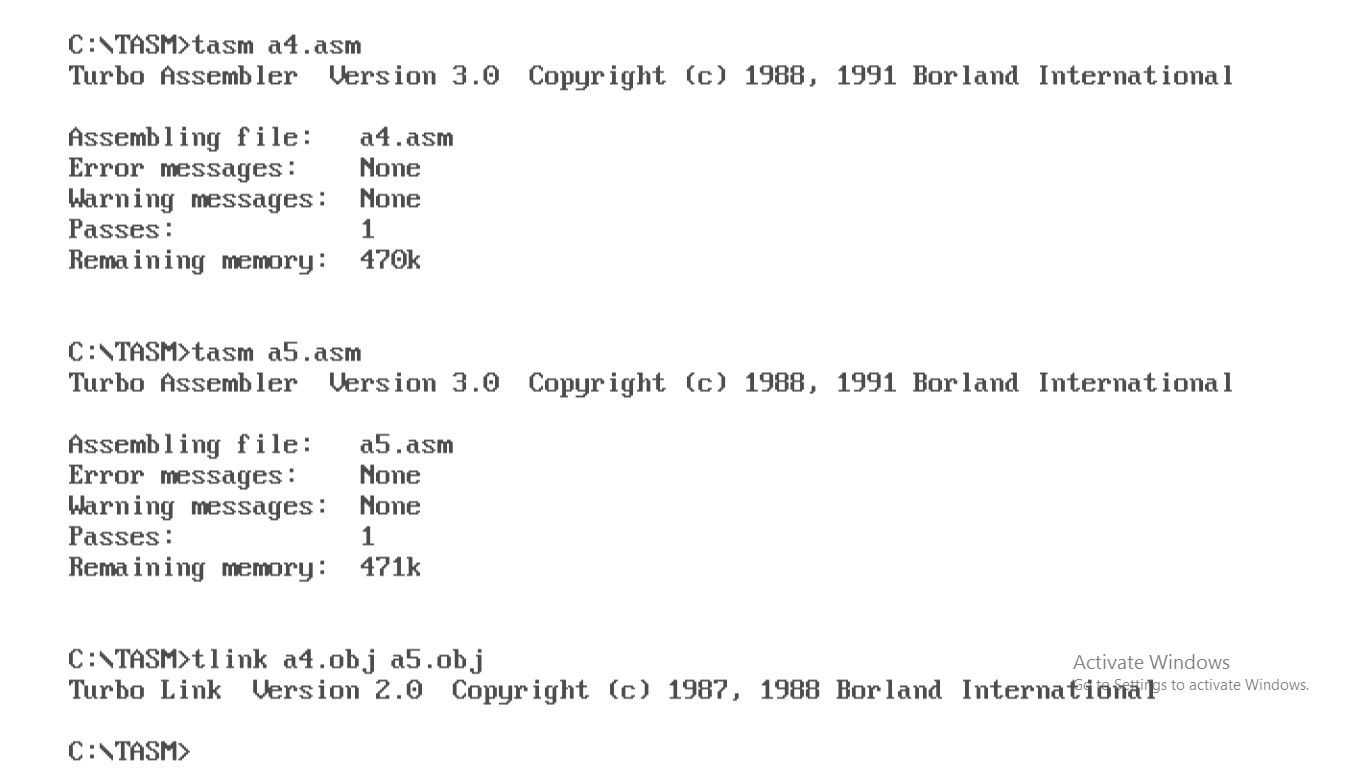 C:\TASM>tasm a4.asm
Turbo Assembler  Version 3.0  Copyright (c) 1988, 1991 Borland International
Assembling file:   a4.asm
Error messages:    None
Warning messages:  None
Passes:            1
Remaining memory:  470k
C:\TASM>tasm a5.asm
Turbo Assembler  Version 3.0  Copyright (c) 1988, 1991 Borland International
Assembling file:   a5.asm
Error messages:    None
Warning messages:  None
Passes:            1
Remaining memory:  471k
C:\TASM>tlink a4.obj a5.obj
Turbo Link  Version 2.0  Copyright (c) 1987, 1988 Borland International
Activate Windows
Go to Settings to activate Windows.
C:\TASM>